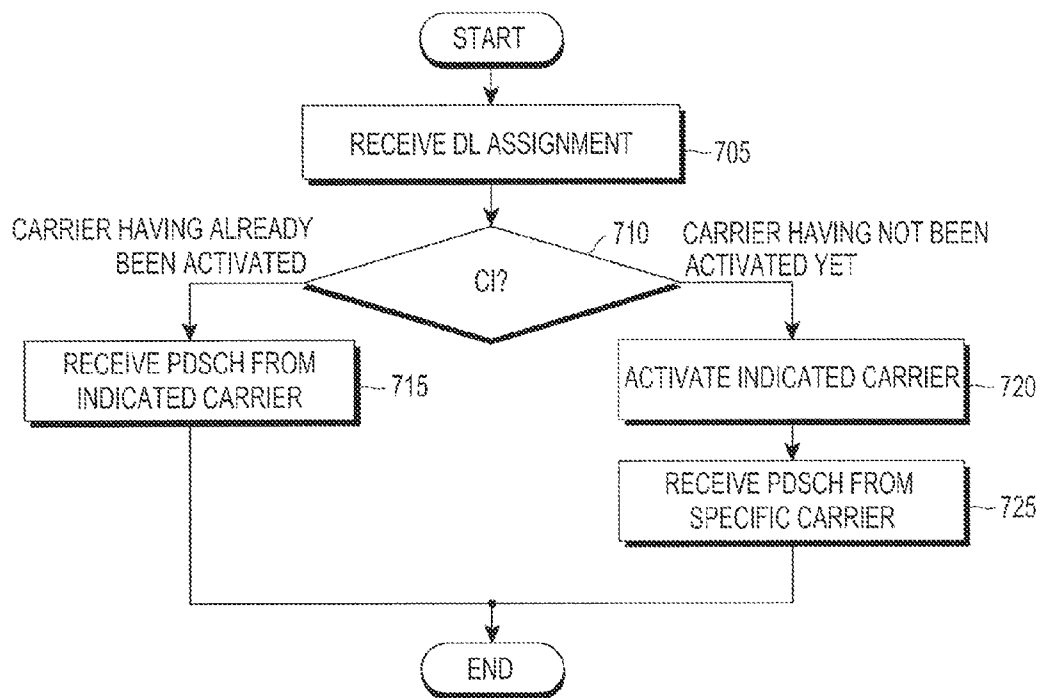 START
RECEIVE DL ASSIGNMENT
705
CARRIER HAVING ALREADY
BEEN ACTIVATED
710
CARRIER HAVING NOT BEEN
ACTIVATED YET
CI?
RECEIVE PDSCH FROM
INDICATED CARRIER
715
ACTIVATE INDICATED CARRIER
720
RECEIVE PDSCH FROM
SPECIFIC CARRIER
725
END